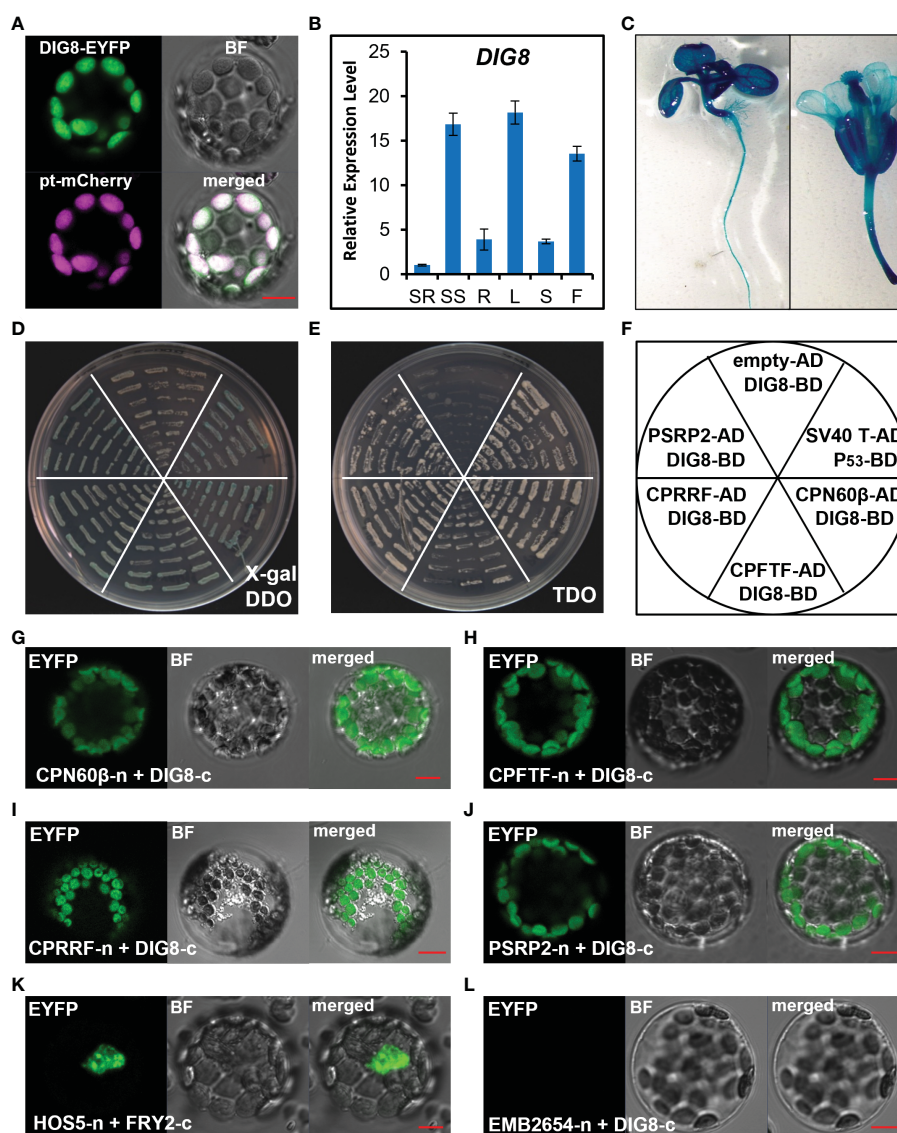 A
DIG8-EYFP
BF
pt-mCherry
merged
B
DIG8
Relative Expression Level
25
20
15
10
5
0
SR SS R L S F
C
D
X-gal
DDO
E
TDO
F
empty-AD
DIG8-BD
PSRP2-AD
DIG8-BD
SV40 T-AD
P53-BD
CPRRF-AD
DIG8-BD
CPN60β-AD
DIG8-BD
CPFTF-AD
DIG8-BD
G
EYFP
BF
merged
CPN60β-n + DIG8-c
H
EYFP
BF
merged
CPFTF-n + DIG8-c
I
EYFP
BF
merged
CPRRF-n + DIG8-c
J
EYFP
BF
merged
PSRP2-n + DIG8-c
K
EYFP
BF
merged
HOS5-n + FRY2-c
L
EYFP
BF
merged
EMB2654-n + DIG8-c